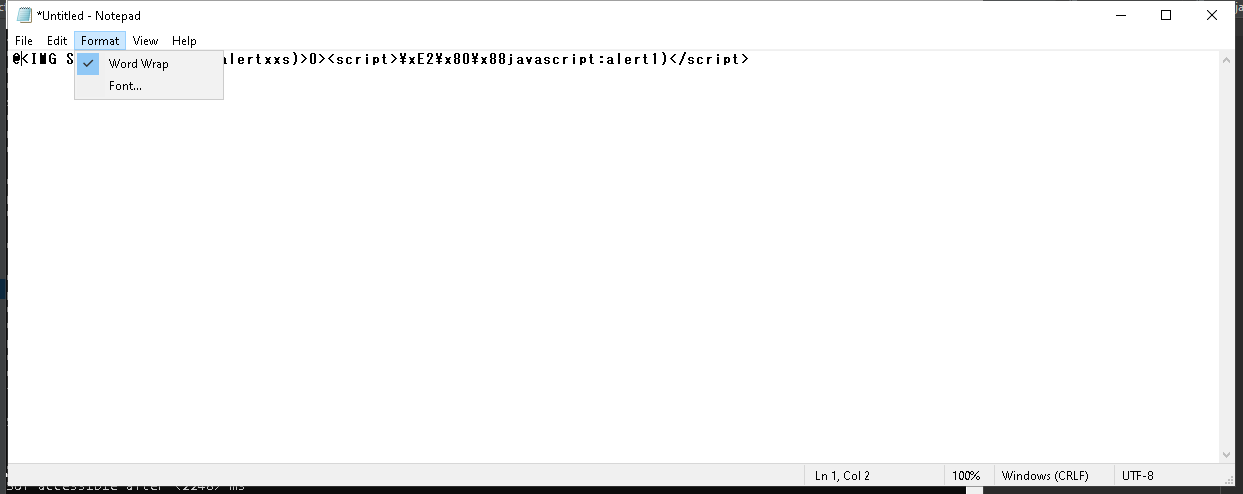 *Untitled - Notepad
File Edit Format View Help
@<IMG S alertxxs)>0><script>¥xE2¥x80¥x88javascript:alert1)</script>
Word Wrap
Font...
Ln 1, Col 2 100% Windows (CRLF) UTF-8